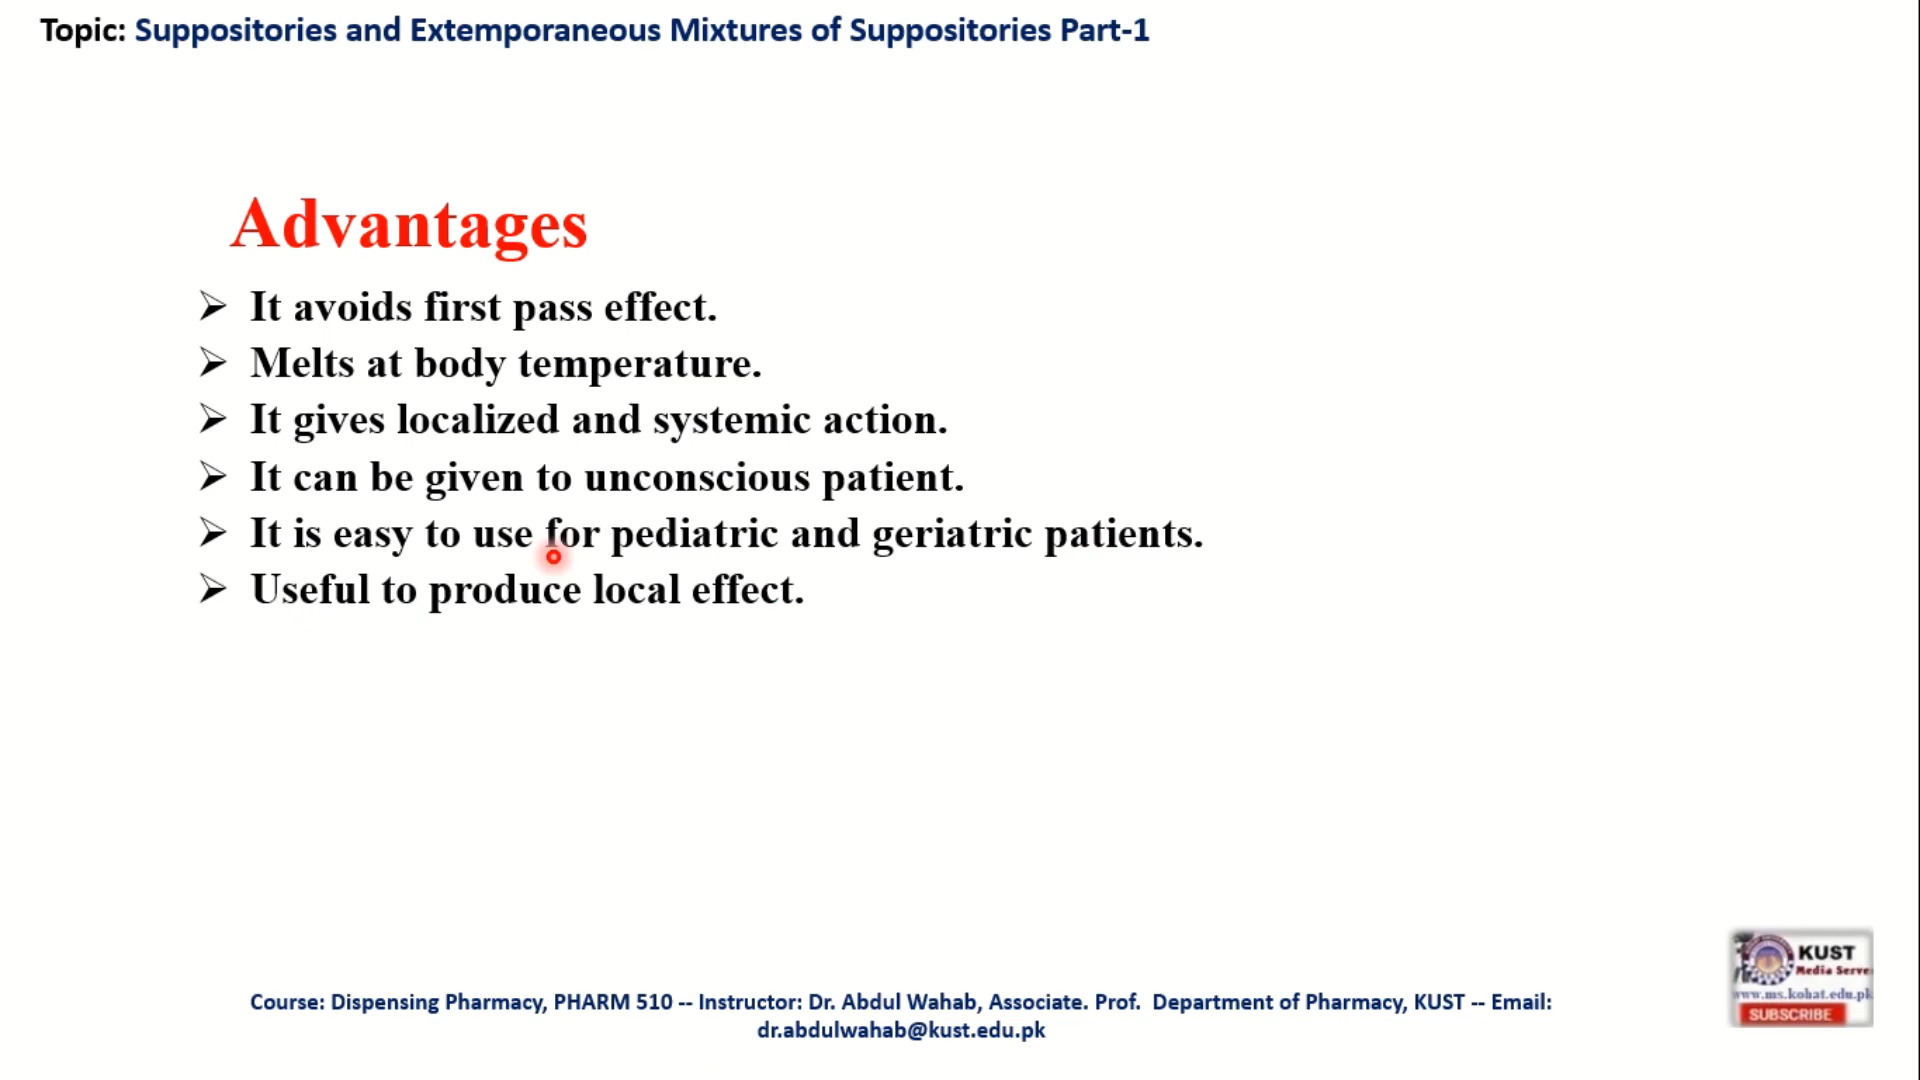 Topic: Suppositories and Extemporaneous Mixtures of Suppositories Part-1
Advantages
It avoids first pass effect.
Melts at body temperature.
It gives localized and systemic action.
It can be given to unconscious patient.
It is easy to use for pediatric and geriatric patients.
Useful to produce local effect.
KUST
Media Serve
www.ms.kohat.edu.pk
SUBSCRIBE
Course: Dispensing Pharmacy, PHARM 510 -- Instructor: Dr. Abdul Wahab, Associate. Prof. Department of Pharmacy, KUST -- Email:
dr.abdulwahab@kust.edu.pk